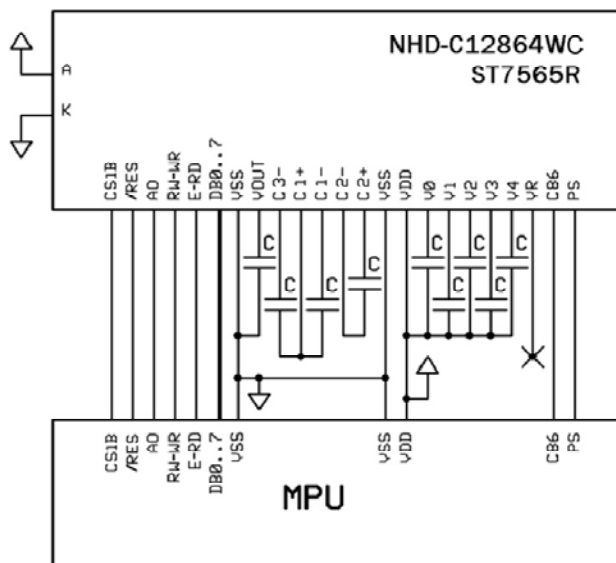 NHD-C12864WC
ST7565R
A
K
CS1B
/RES
A0
RW-WR
E-RD
DB0..7
VSS
VOUT
C3-
C1+
C1-
C2-
C2+
VSS
VDD
V0
V1
V2
V3
V4
VR
C86
PS
C
C
C
C
C
C
C
C
C
CS1B
/RES
A0
RW-WR
E-RD
DB0..7
VSS
VSS
VDD
C86
PS
MPU